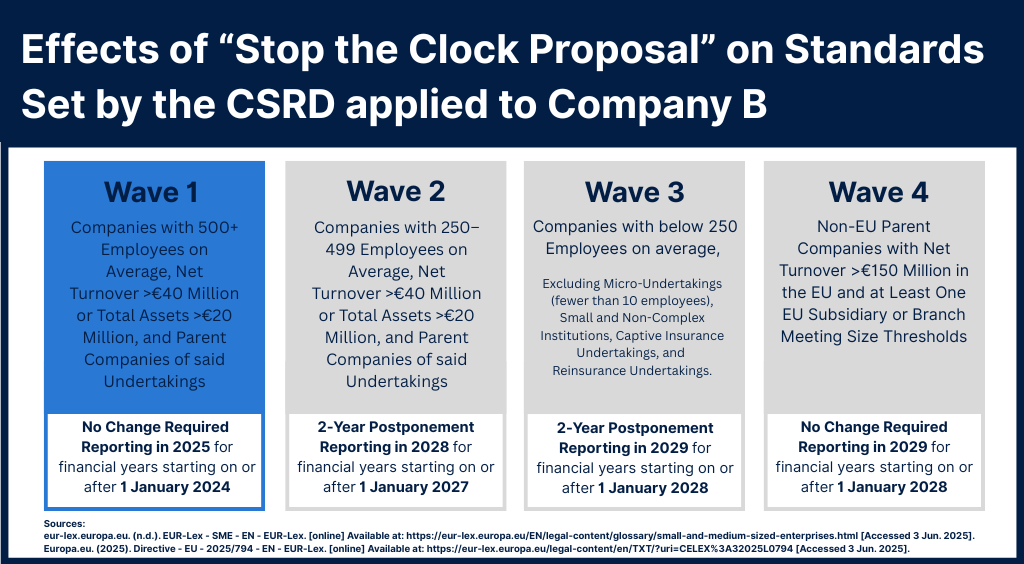 Effects of “Stop the Clock Proposal” on Standards
Set by the CSRD applied to Company B
Wave 1
Companies with 500+
Employees on
Average, Net
Turnover >€40 Million
or Total Assets >€20
Million, and Parent
Companies of said
Undertakings
No Change Required
Reporting in 2025 for
financial years starting on or
after 1 January 2024
Wave 2
Companies with 250–
499 Employees on
Average, Net
Turnover >€40 Million
or Total Assets >€20
Million, and Parent
Companies of said
Undertakings
2-Year Postponement
Reporting in 2028 for
financial years starting on or
after 1 January 2027
Wave 3
Companies with below 250
Employees on average,
Excluding Micro-Undertakings
(fewer than 10 employees),
Small and Non-Complex
Institutions, Captive Insurance
Undertakings, and
Reinsurance Undertakings.
2-Year Postponement
Reporting in 2029 for
financial years starting on or
after 1 January 2028
Wave 4
Non-EU Parent
Companies with Net
Turnover >€150 Million in
the EU and at Least One
EU Subsidiary or Branch
Meeting Size Thresholds
No Change Required
Reporting in 2029 for
financial years starting on or
after 1 January 2028
Sources:
eur-lex.europa.eu. (n.d.). EUR-Lex - SME - EN - EUR-Lex. [online] Available at: https://eur-lex.europa.eu/EN/legal-content/glossary/small-and-medium-sized-enterprises.html [Accessed 3 Jun. 2025].
Europa.eu. (2025). Directive - EU - 2025/794 - EN - EUR-Lex. [online] Available at: https://eur-lex.europa.eu/legal-content/en/TXT/?uri=CELEX%3A32025L0794 [Accessed 3 Jun. 2025].